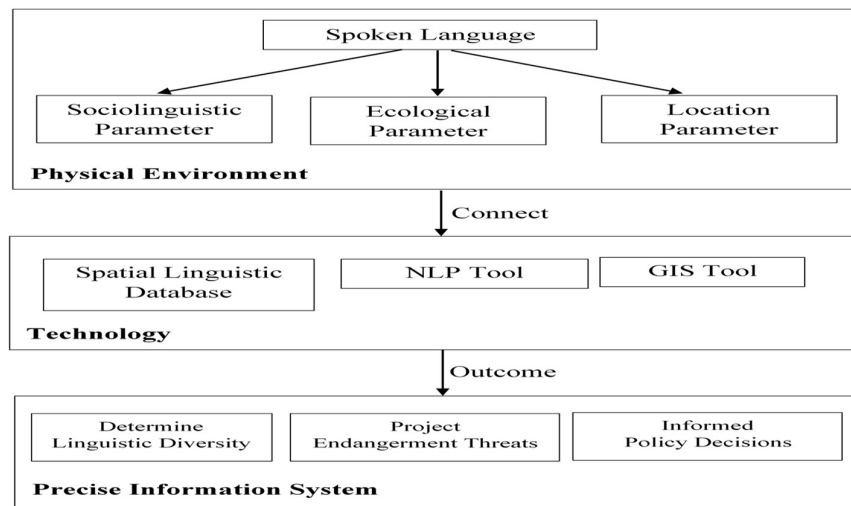 Spoken Language
Sociolinguistic
Parameter
Ecological
Parameter
Location
Parameter
Physical Environment
Connect
Spatial Linguistic
Database
NLP Tool
GIS Tool
Technology
Outcome
Determine
Linguistic Diversity
Project
Endangerment Threats
Informed
Policy Decisions
Precise Information System